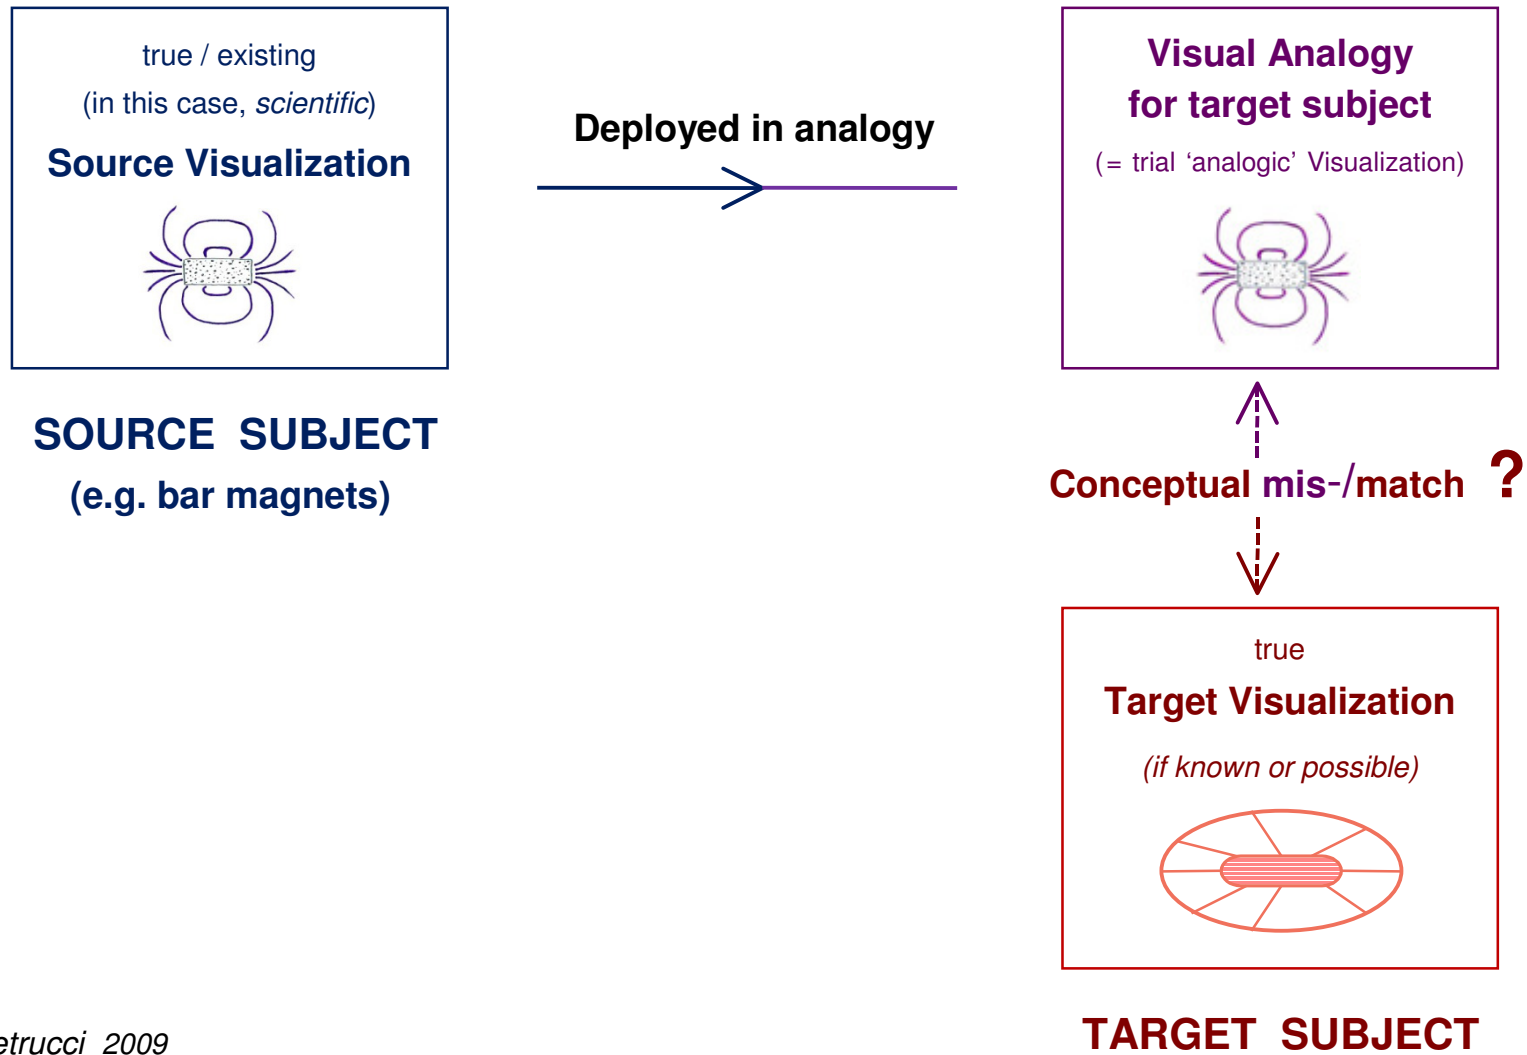 true / existing
(in this case, scientific)
Source Visualization
SOURCE SUBJECT
(e.g. bar magnets)
Deployed in analogy
Visual Analogy
for target subject
(= trial ‘analogic’ Visualization)
Conceptual mis-/match ?
true
Target Visualization
(if known or possible)
TARGET SUBJECT
etrucci 2009